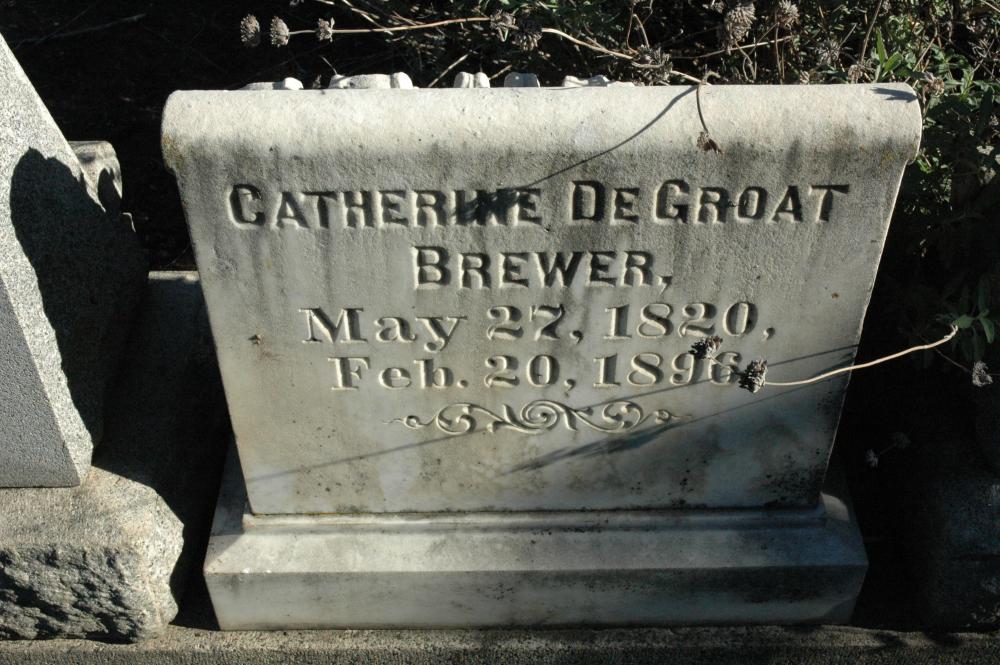 CATHERINE DE GROAT
BREWER,
May 27, 1820,
Feb. 20, 1896